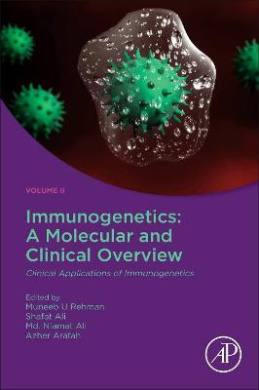 VOLUME II
Immunogenetics:
A Molecular and
Clinical Overview
Clinical Applications of Immunogenetics
Edited by
Muneeb U Rehman
Shafat Ali
Md. Niamat Ali
Azher Arafah
AP